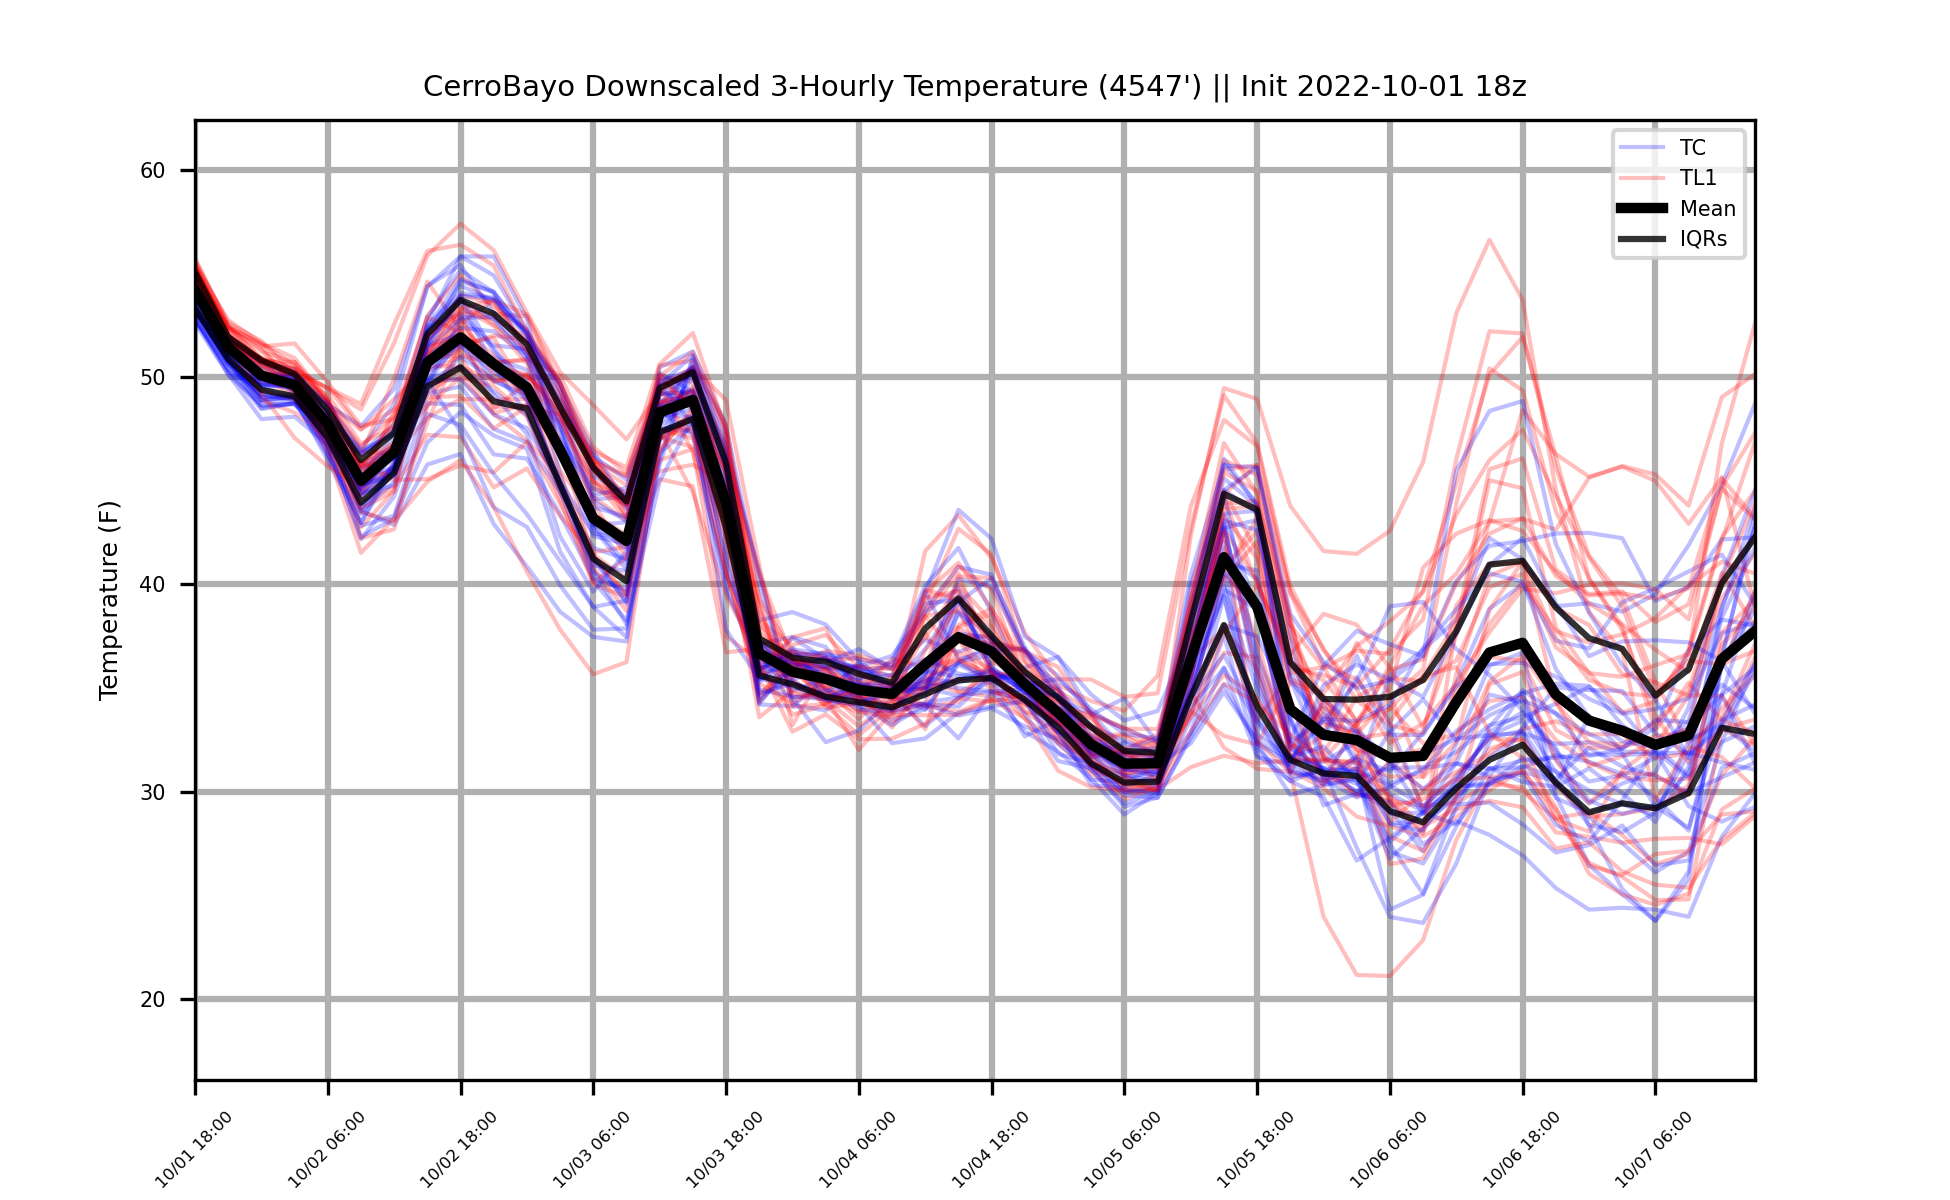 CerroBayo Downscaled 3-Hourly Temperature (4547') || Init 2022-10-01 18z
TC
TL1
Mean
IQRs
Temperature (F)
60
50
40
30
20
10/01 18:00
10/02 06:00
10/02 18:00
10/03 06:00
10/03 18:00
10/04 06:00
10/04 18:00
10/05 06:00
10/05 18:00
10/06 06:00
10/06 18:00
10/07 06:00